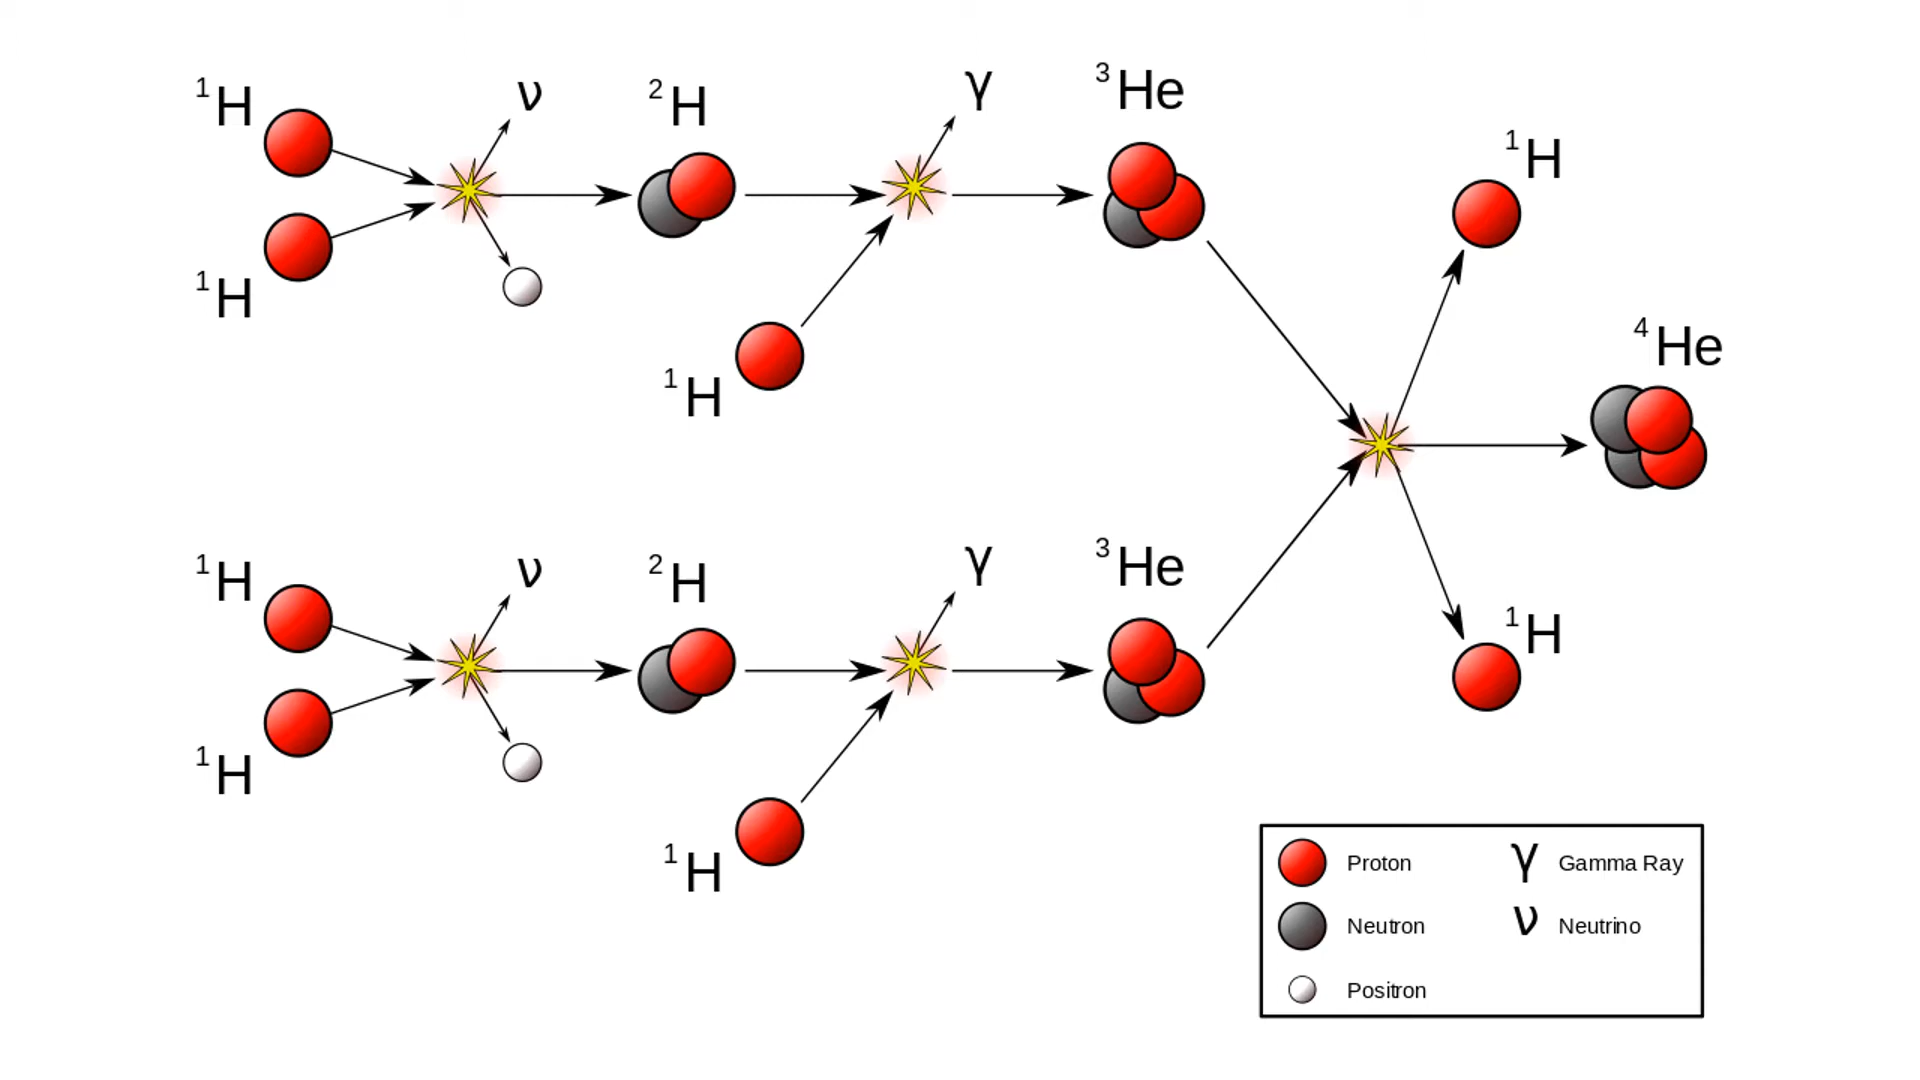 ¹H
ν
²H
γ
³He
¹H
¹H
¹H
⁴He
¹H
¹H
ν
²H
γ
³He
¹H
¹H
¹H
Proton
γ Gamma Ray
Neutron
ν Neutrino
Positron